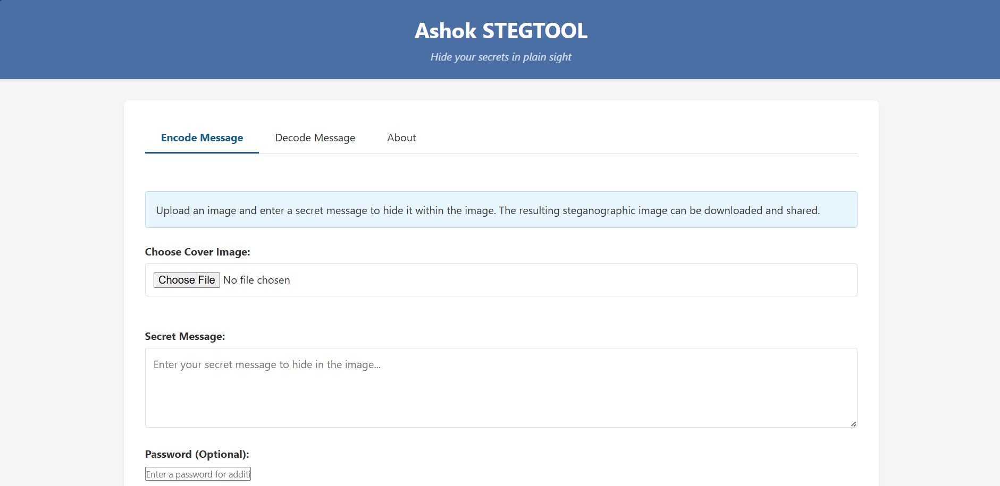 Ashok STEGTOOL
Hide your secrets in plain sight
Encode Message
Decode Message
About
Upload an image and enter a secret message to hide it within the image. The resulting steganographic image can be downloaded and shared.
Choose Cover Image:
Choose File No file chosen
Secret Message:
Enter your secret message to hide in the image...
Password (Optional):
Enter a password for additi